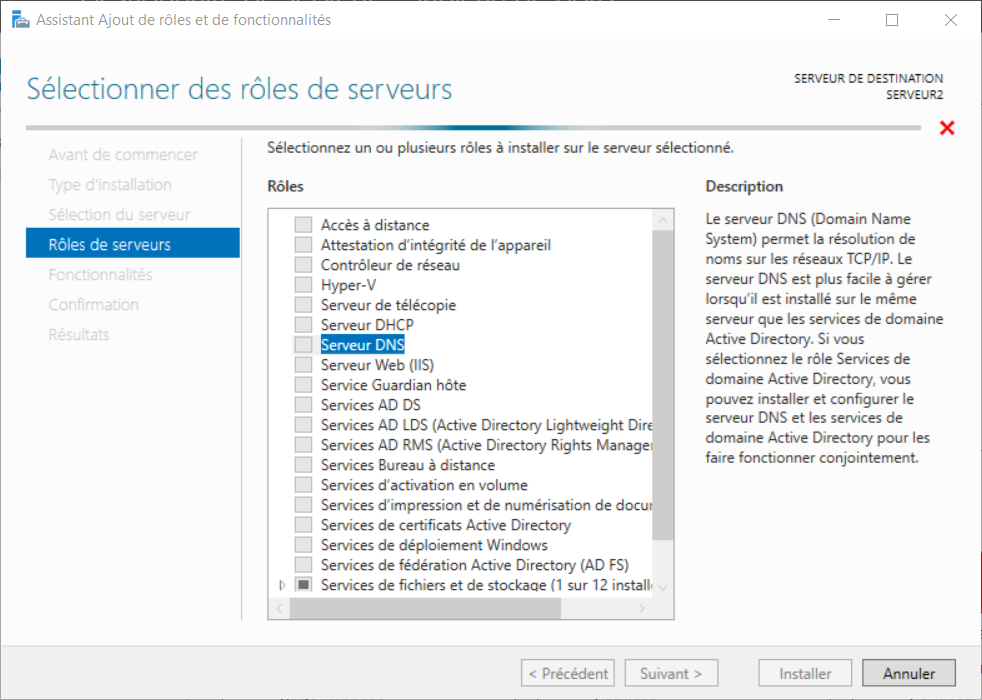 Assistant Ajout de rôles et de fonctionnalités
Sélectionner des rôles de serveurs
SERVEUR DE DESTINATION
SERVEUR2
Avant de commencer
Type d'installation
Sélection du serveur
Rôles de serveurs
Fonctionnalités
Confirmation
Résultats
Sélectionnez un ou plusieurs rôles à installer sur le serveur sélectionné.
Rôles
Accès à distance
Attestation d'intégrité de l'appareil
Contrôleur de réseau
Hyper-V
Serveur de télécopie
Serveur DHCP
Serveur DNS
Serveur Web (IIS)
Service Guardian hôte
Services AD DS
Services AD LDS (Active Directory Lightweight Dire
Services AD RMS (Active Directory Rights Manager
Services Bureau à distance
Services d'activation en volume
Services d'impression et de numérisation de docur
Services de certificats Active Directory
Services de déploiement Windows
Services de fédération Active Directory (AD FS)
Services de fichiers et de stockage (1 sur 12 installe
Description
Le serveur DNS (Domain Name
System) permet la résolution de
noms sur les réseaux TCP/IP. Le
serveur DNS est plus facile à gérer
lorsqu'il est installé sur le même
serveur que les services de domaine
Active Directory. Si vous
sélectionnez le rôle Services de
domaine Active Directory, vous
pouvez installer et configurer le
serveur DNS et les services de
domaine Active Directory pour les
faire fonctionner conjointement.
< Précédent
Suivant >
Installer
Annuler